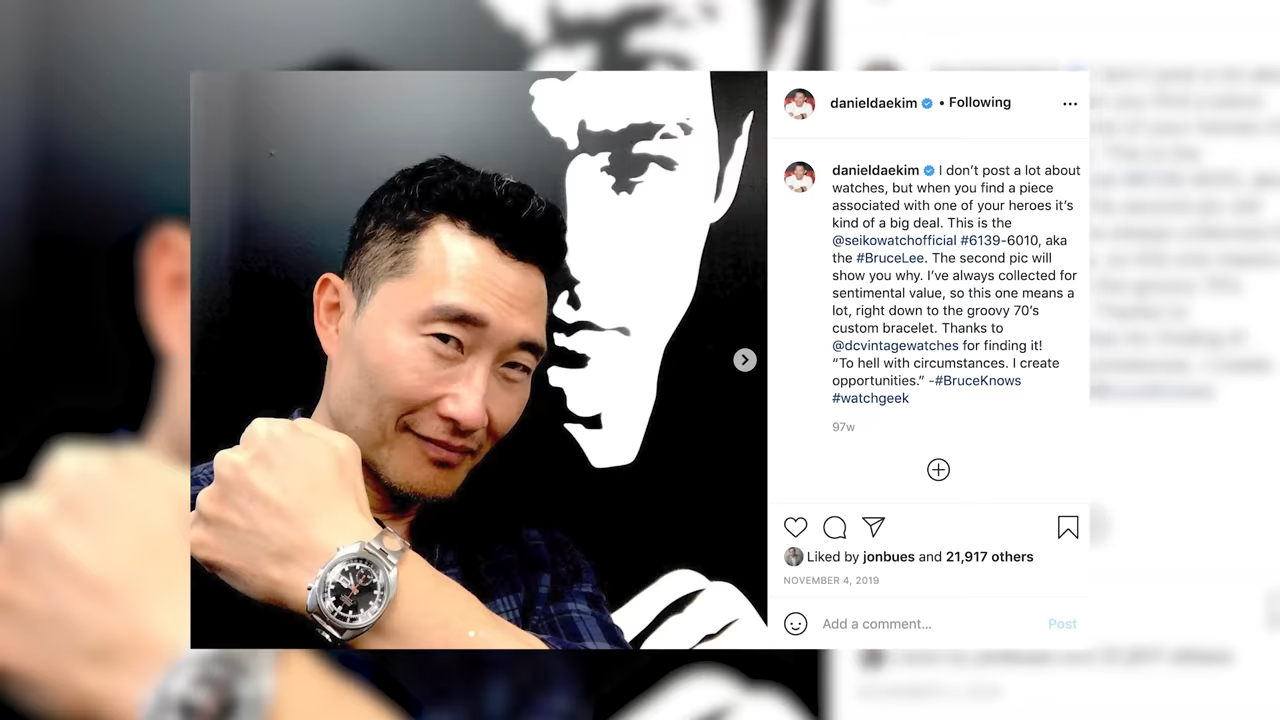 danieldaekim • Following
danieldaekim I don’t post a lot about
watches, but when you find a piece
associated with one of your heroes it’s
kind of a big deal. This is the
@seikowatchofficial #6139-6010, aka
the #BruceLee. The second pic will
show you why. I’ve always collected for
sentimental value, so this one means a
lot, right down to the groovy 70’s
custom bracelet. Thanks to
@dcvintagewatches for finding it!
“To hell with circumstances. I create
opportunities.” -#BruceKnows
#watchgeek
97w
Liked by jonbues and 21,917 others
NOVEMBER 4, 2019
Add a comment...
Post